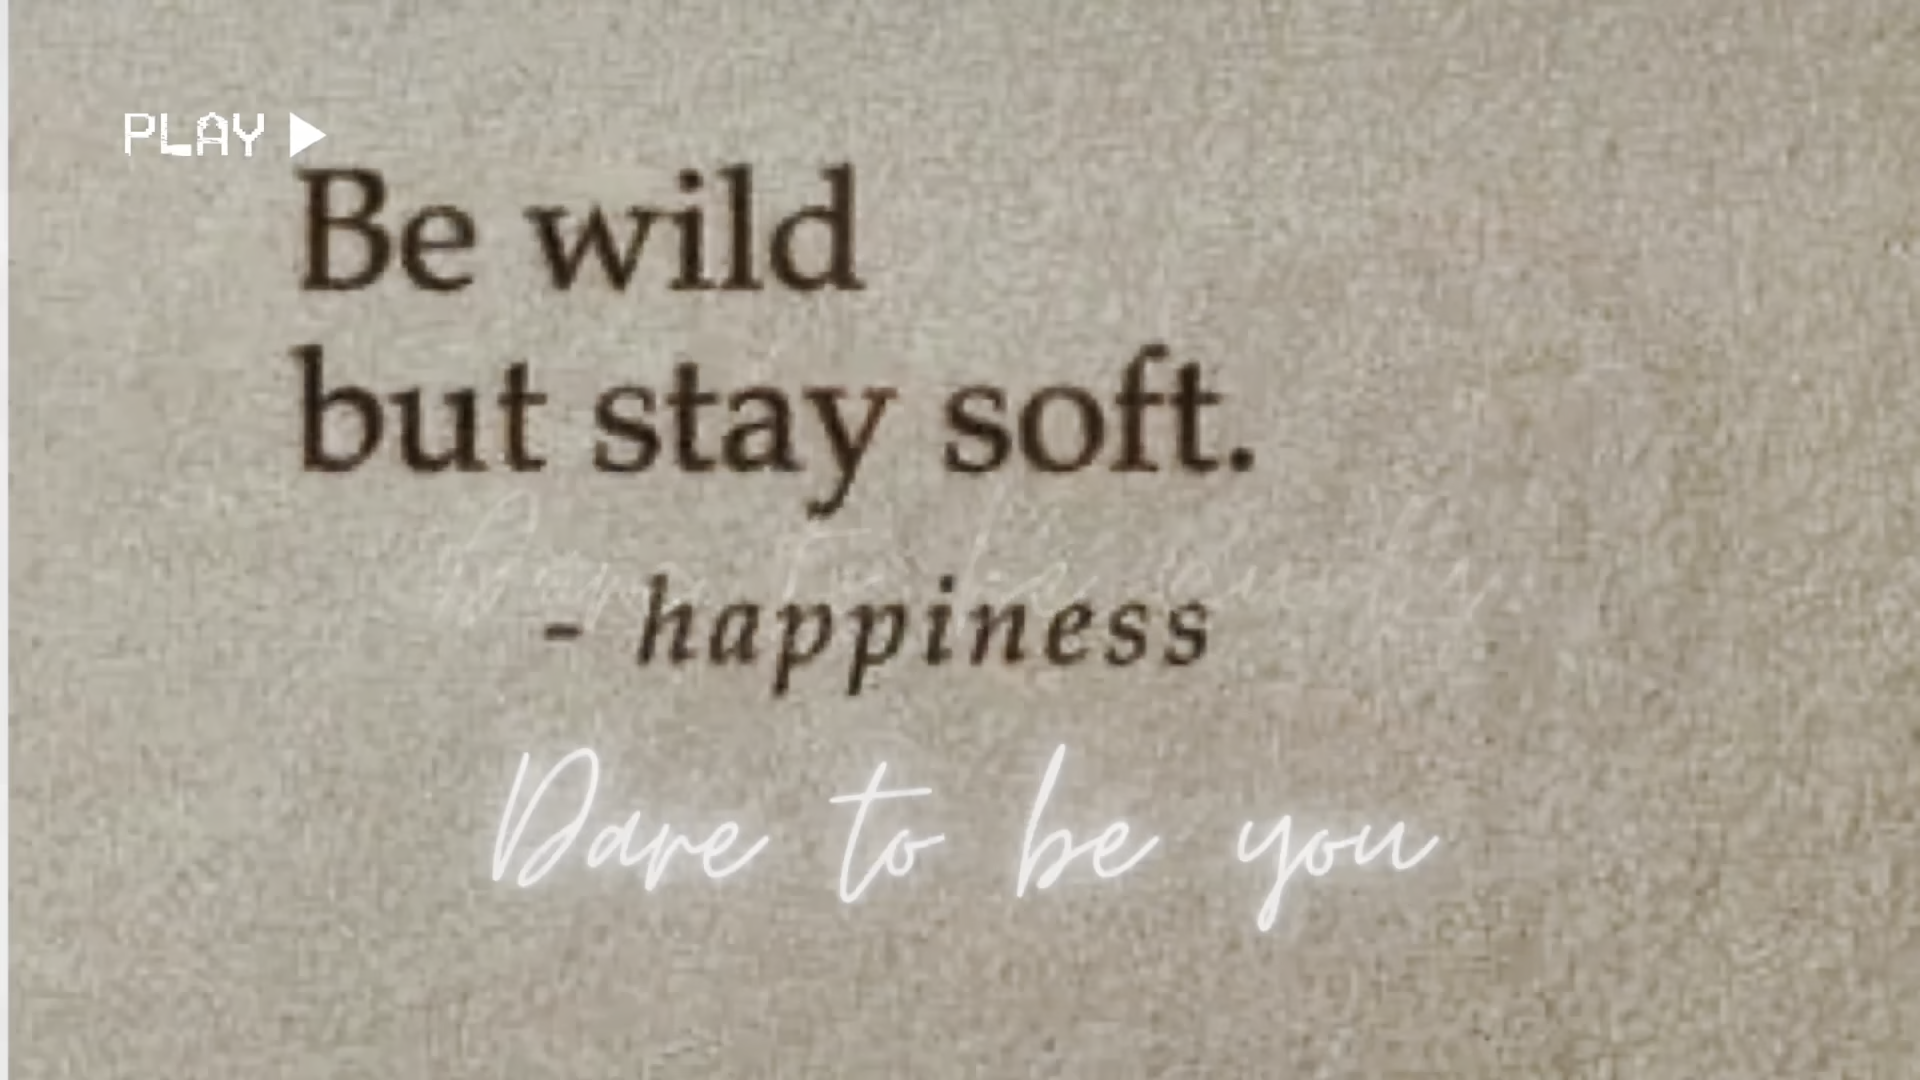 PLAY
Be wild
but stay soft.
- happiness
Dare to be you